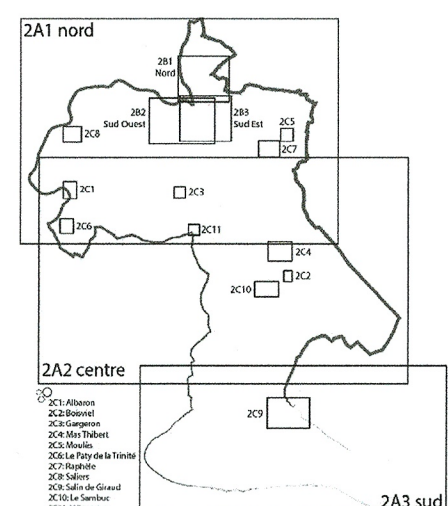 2A1 nord
2B1
Nord
2B2
Sud Ouest
2B3
Sud Est
2C5
2C8
2C7
2C1
2C3
2C6
2C11
2C4
2C2
2C10
2A2 centre
2C9
2C1: Albaron
2C2: Boisviel
2C3: Gargeron
2C4: Mas Thibert
2C5: Moulès
2C6: Le Paty de la Trinité
2C7: Raphèle
2C8: Saliers
2C9: Salin de Giraud
2C10: Le Sambuc
2A3 sud